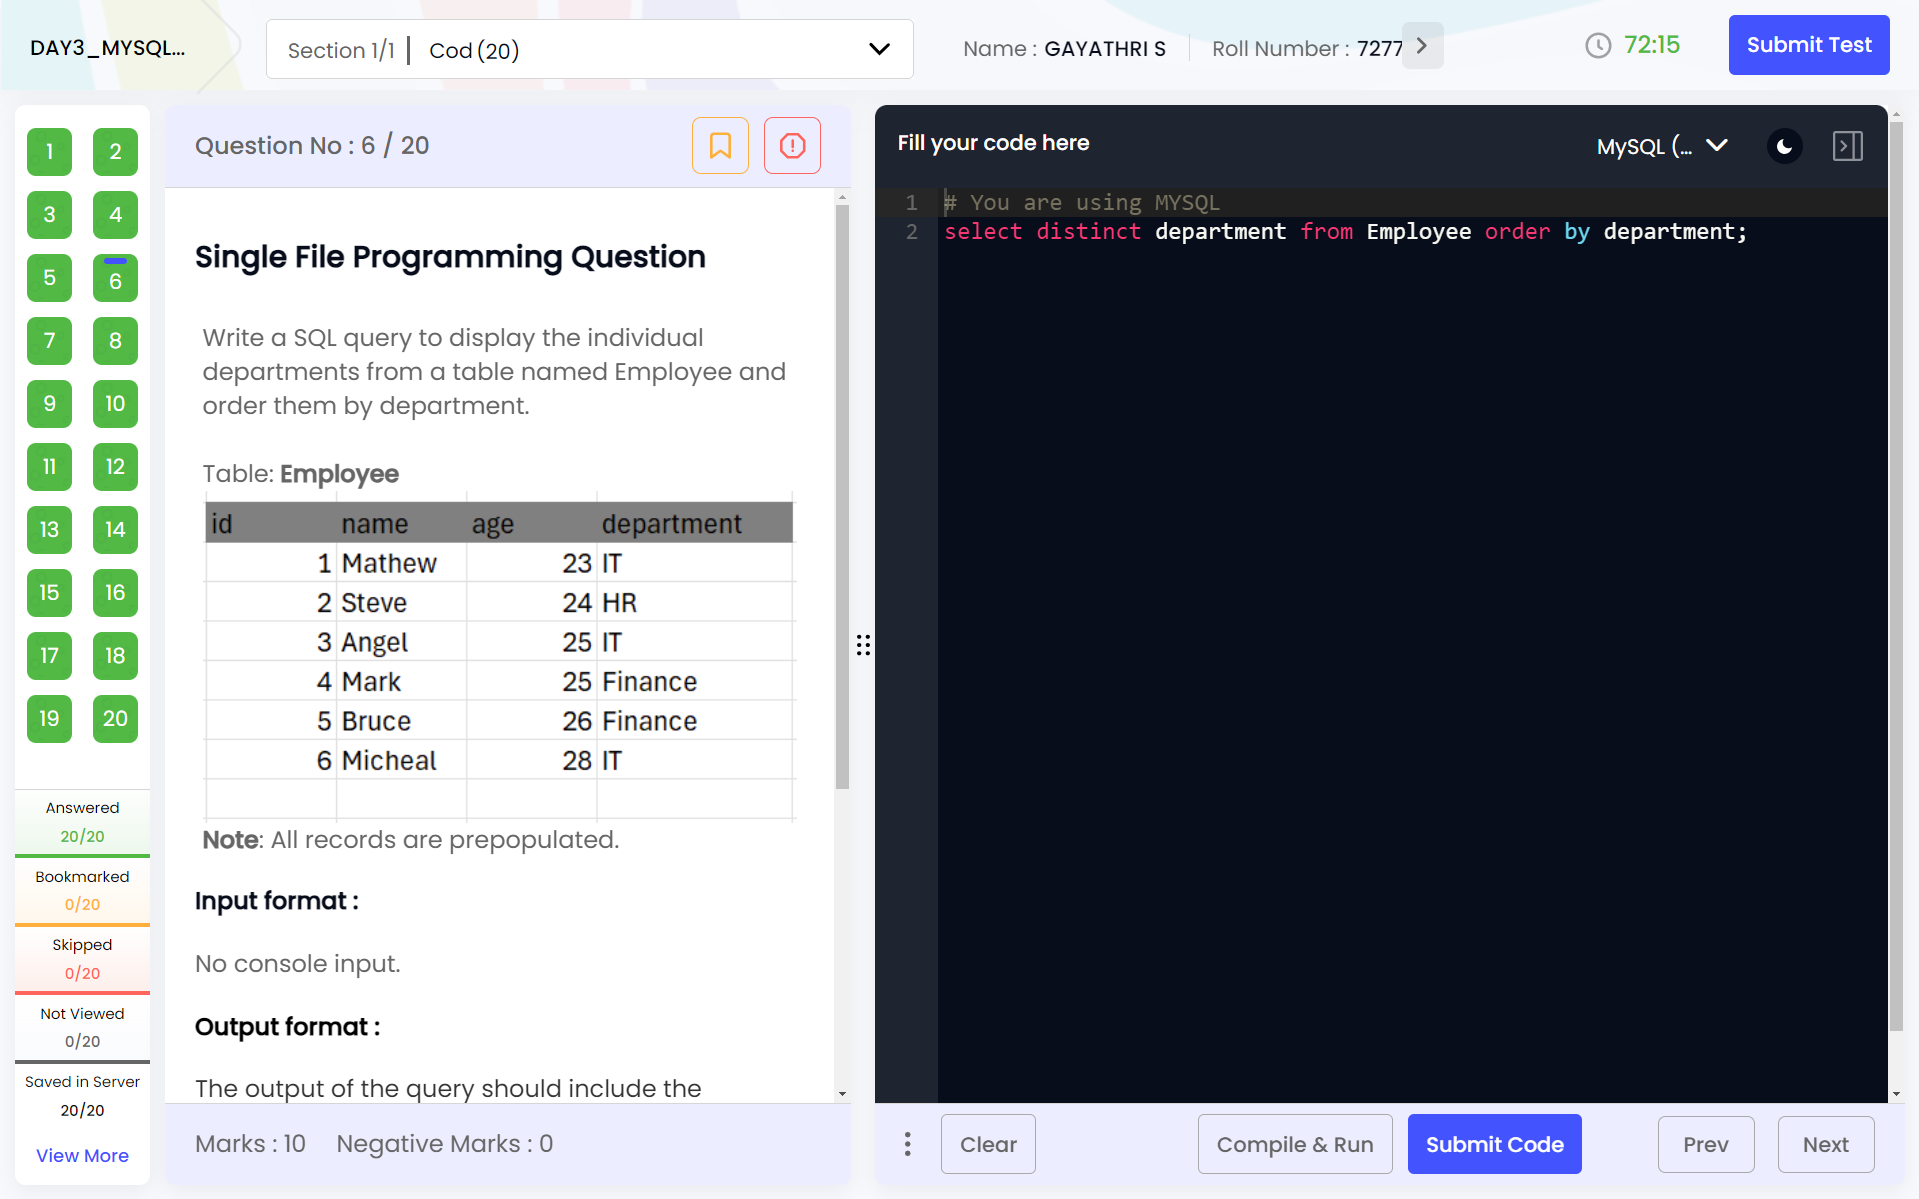 DAY3_MYSQL...
Section 1/1 | Cod (20)
Name : GAYATHRI S
Roll Number : 7277
72:15
Submit Test
1 2
3 4
5 6
7 8
9 10
11 12
13 14
15 16
17 18
19 20
Answered
20/20
Bookmarked
0/20
Skipped
0/20
Not Viewed
0/20
Saved in Server
20/20
View More
Question No : 6 / 20
Single File Programming Question
Write a SQL query to display the individual
departments from a table named Employee and
order them by department.
Table: Employee
id name age department
1 Mathew 23 IT
2 Steve 24 HR
3 Angel 25 IT
4 Mark 25 Finance
5 Bruce 26 Finance
6 Micheal 28 IT
Note: All records are prepopulated.
Input format :
No console input.
Output format :
The output of the query should include the
Marks : 10 Negative Marks : 0
Fill your code here
MySQL (...
1 # You are using MYSQL
2 select distinct department from Employee order by department;
Clear
Compile & Run
Submit Code
Prev
Next